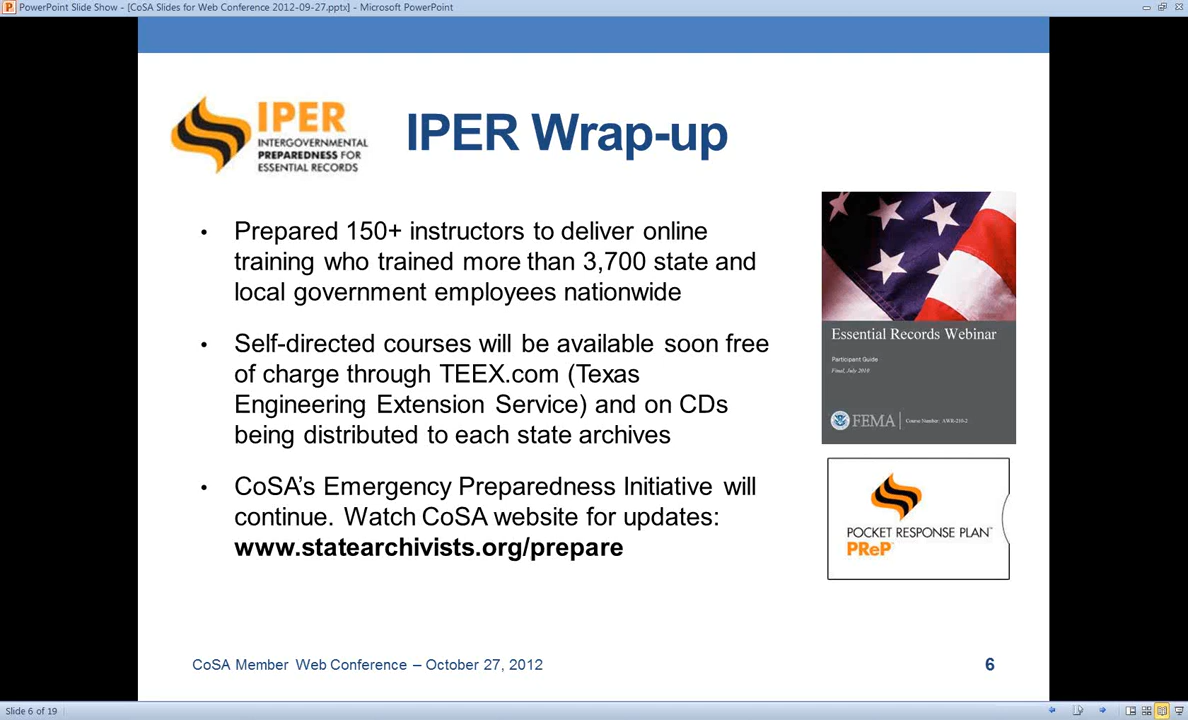 PowerPoint Slide Show - [CoSA Slides for Web Conference 2012-09-27.pptx] - Microsoft PowerPoint
IPER
INTERGOVERNMENTAL
PREPAREDNESS FOR
ESSENTIAL RECORDS
IPER Wrap-up
• Prepared 150+ instructors to deliver online
training who trained more than 3,700 state and
local government employees nationwide
• Self-directed courses will be available soon free
of charge through TEEX.com (Texas
Engineering Extension Service) and on CDs
being distributed to each state archives
• CoSA’s Emergency Preparedness Initiative will
continue. Watch CoSA website for updates:
www.statearchivists.org/prepare
Essential Records Webinar
Participant Guide
Final, July 2010
FEMA
Course Number: AWR-210-2
POCKET RESPONSE PLAN™
PReP
CoSA Member Web Conference – October 27, 2012
6
Slide 6 of 19